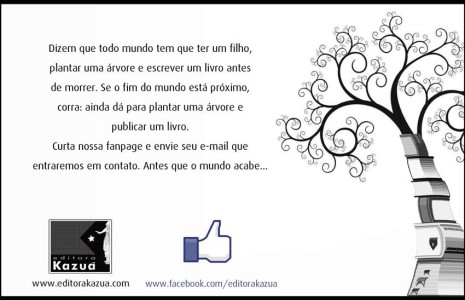 Dizem que todo mundo tem que ter um filho,
plantar uma árvore e escrever um livro antes
de morrer. Se o fim do mundo está próximo,
corra: ainda dá para plantar uma árvore e
publicar um livro.
Curta nossa fanpage e envie seu e-mail que
entraremos em contato. Antes que o mundo acabe...
editora
Kazuá
www.editorakazua.com
www.facebook.com/editorakazua